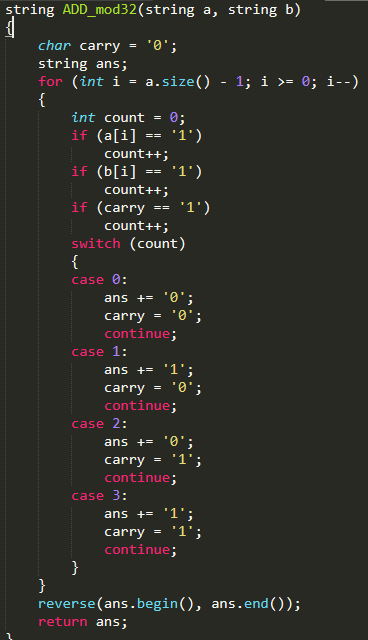 string ADD_mod32(string a, string b)
{
    char carry = '0';
    string ans;
    for (int i = a.size() - 1; i >= 0; i--)
    {
        int count = 0;
        if (a[i] == '1')
            count++;
        if (b[i] == '1')
            count++;
        if (carry == '1')
            count++;
        switch (count)
        {
        case 0:
            ans += '0';
            carry = '0';
            continue;
        case 1:
            ans += '1';
            carry = '0';
            continue;
        case 2:
            ans += '0';
            carry = '1';
            continue;
        case 3:
            ans += '1';
            carry = '1';
            continue;
        }
    }
    reverse(ans.begin(), ans.end());
    return ans;
}